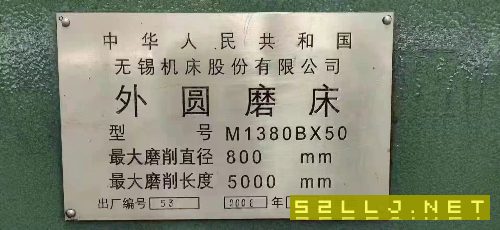 中华人民共和国
无锡机床股份有限公司
外圆磨床
型 号 M1380BX50
最大磨削直径 800 mm
最大磨削长度 5000 mm
出厂编号 53 2008 年
52LLJ.NET